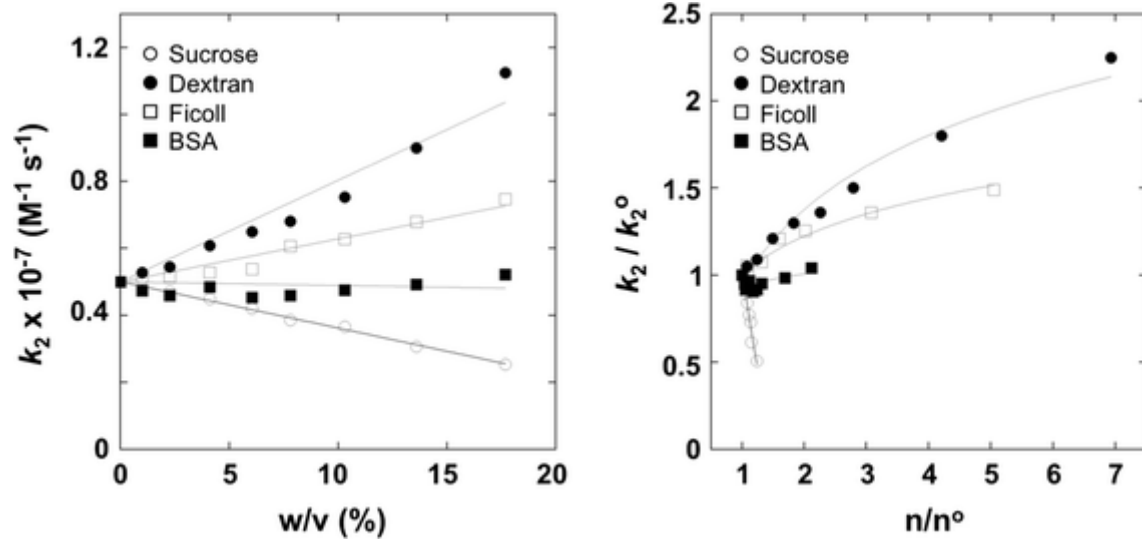 1.2
0.8
0.4
0
0
5
10
15
20
k₂ x 10⁻⁷ (M⁻¹ s⁻¹)
w/v (%)
Sucrose
Dextran
Ficoll
BSA
2.5
2
1.5
1
0.5
0
1
2
3
4
5
6
7
k₂ / k₂º
n/nº
Sucrose
Dextran
Ficoll
BSA